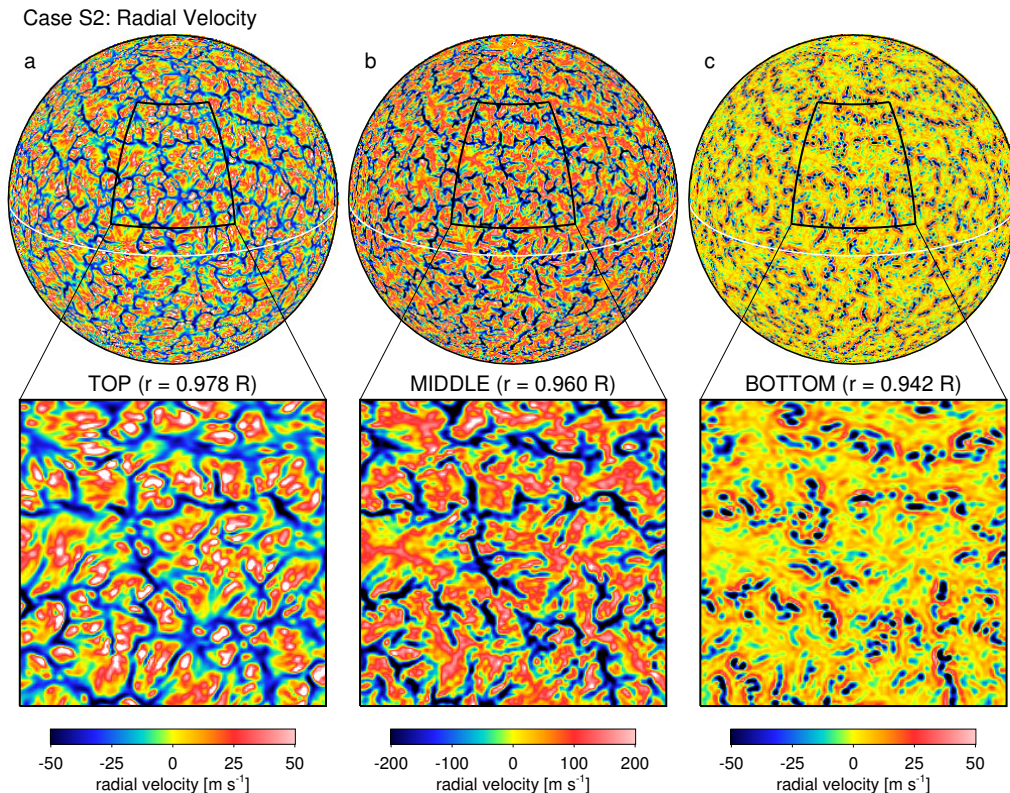 Case S2: Radial Velocity
a
b
c
TOP (r = 0.978 R)
MIDDLE (r = 0.960 R)
BOTTOM (r = 0.942 R)
-50 -25 0 25 50
radial velocity [m s⁻¹]
-200 -100 0 100 200
radial velocity [m s⁻¹]
-50 -25 0 25 50
radial velocity [m s⁻¹]